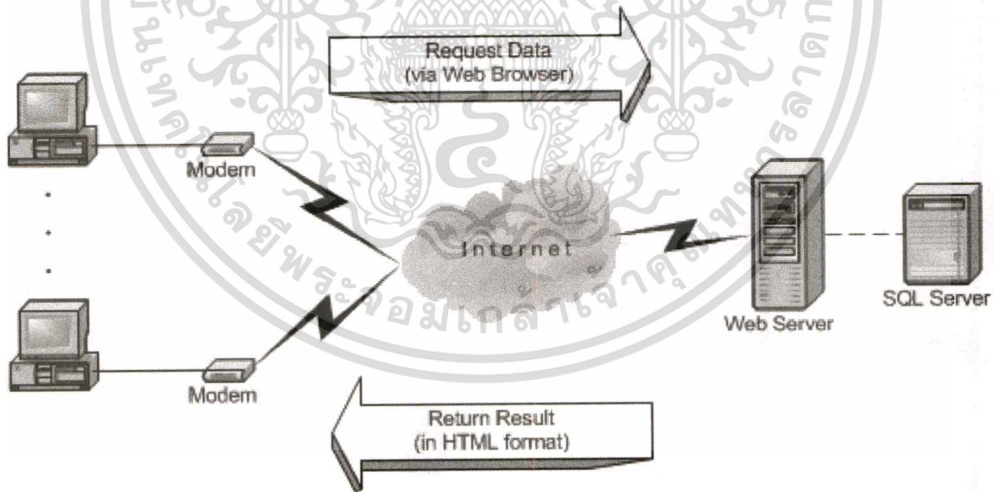 Request Data
(via Web Browser)
Modem
Internet
Web Server
SQL Server
Modem
Return Result
(in HTML format)